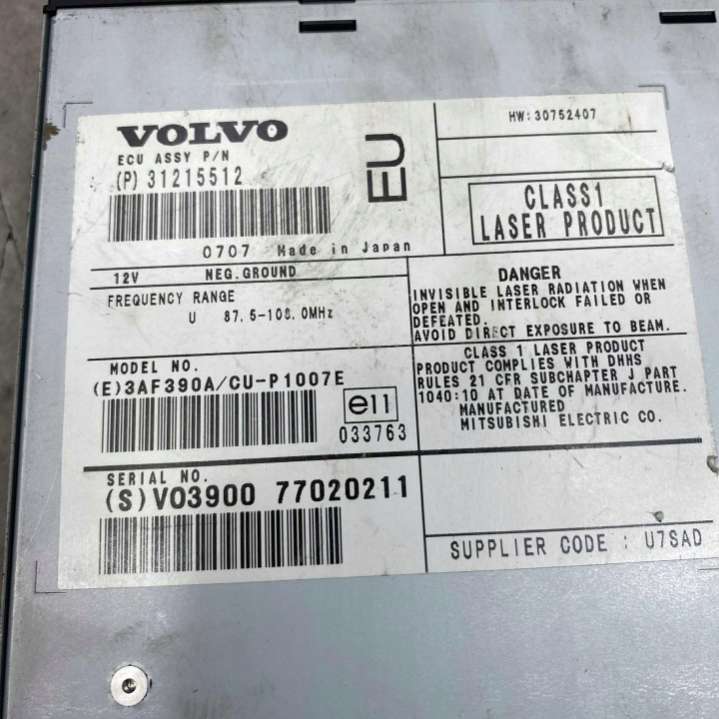 VOLVO
ECU ASSY P/N
(P) 31215512
EU
0707 Made in Japan
HW:30752407
CLASS1
LASER PRODUCT
12V NEG.GROUND
FREQUENCY RANGE
U 87.5-108.0MHz
DANGER
INVISIBLE LASER RADIATION WHEN
OPEN AND INTERLOCK FAILED OR
DEFEATED.
AVOID DIRECT EXPOSURE TO BEAM.
MODEL NO.
(E)3AF390A/CU-P1007E
e11
033763
CLASS 1 LASER PRODUCT
PRODUCT COMPLIES WITH DHHS
RULES 21 CFR SUBCHAPTER J PART
1040:10 AT DATE OF MANUFACTURE.
MANUFACTURED
MITSUBISHI ELECTRIC CO.
SERIAL NO.
(S)VO3900 77020211
SUPPLIER CODE : U7SAD